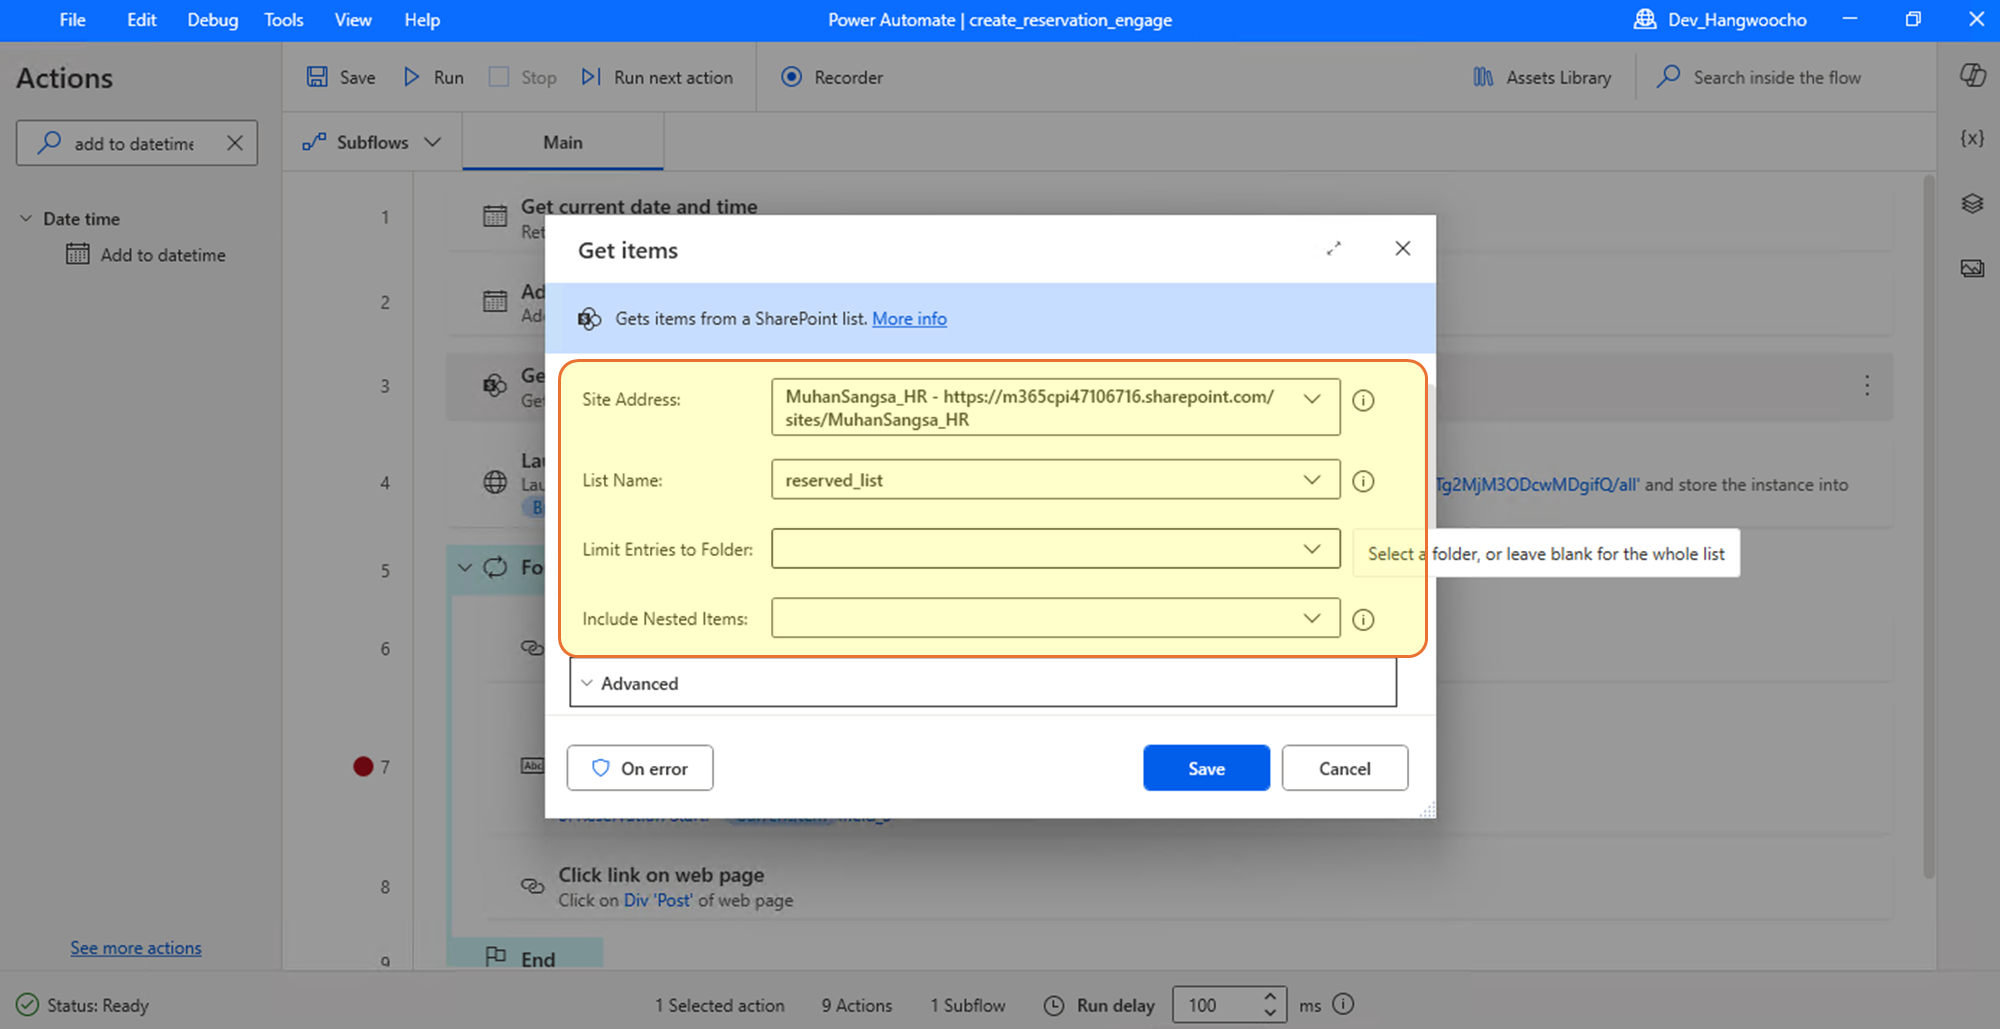 File Edit Debug Tools View Help
Power Automate | create_reservation_engage
Dev_Hangwoocho
Actions
Save Run Stop Run next action Recorder
Assets Library Search inside the flow
{x}
add to datetime
Subflows Main
Date time
Add to datetime
1 Get current date and time
Ret
2 Ad
Add
3 Ge
Get
4 Lau
Lau Tg2MjM3ODcwMDgifQ/all' and store the instance into
B
5 Fo
6
7 Abc
8 Click link on web page
Click on Div 'Post' of web page
9 End
Get items
Gets items from a SharePoint list. More info
Site Address: MuhanSangsa_HR - https://m365cpi47106716.sharepoint.com/
sites/MuhanSangsa_HR
List Name: reserved_list
Limit Entries to Folder:
Select a folder, or leave blank for the whole list
Include Nested Items:
Advanced
On error Save Cancel
See more actions
Status: Ready 1 Selected action 9 Actions 1 Subflow Run delay 100 ms